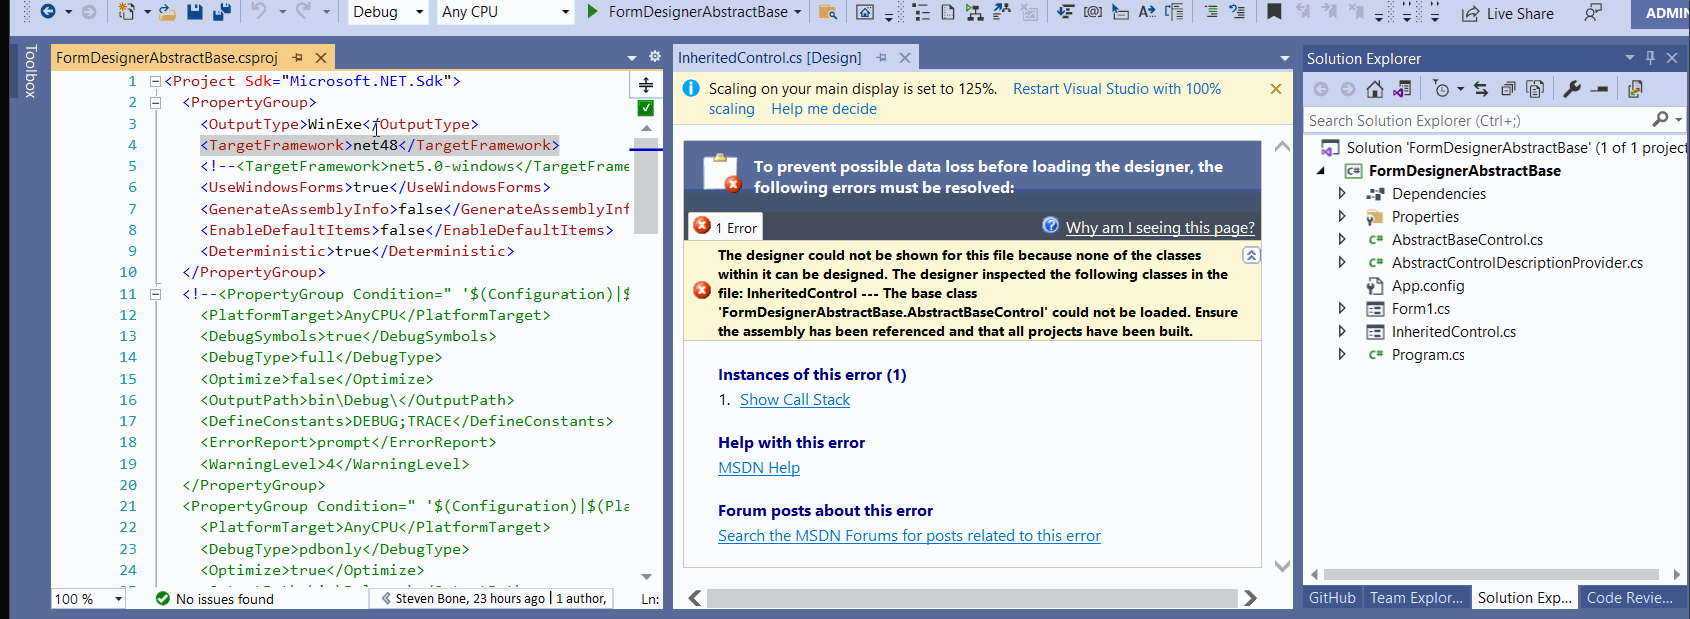 Debug
Any CPU
FormDesignerAbstractBase
Live Share
ADMIN
Toolbox
FormDesignerAbstractBase.csproj
1 <Project Sdk="Microsoft.NET.Sdk">
2 <PropertyGroup>
3 <OutputType>WinExe</OutputType>
4 <TargetFramework>net48</TargetFramework>
5 <!--<TargetFramework>net5.0-windows</TargetFrame
6 <UseWindowsForms>true</UseWindowsForms>
7 <GenerateAssemblyInfo>false</GenerateAssemblyInf
8 <EnableDefaultItems>false</EnableDefaultItems>
9 <Deterministic>true</Deterministic>
10 </PropertyGroup>
11 <!--<PropertyGroup Condition=" '$(Configuration)|$
12 <PlatformTarget>AnyCPU</PlatformTarget>
13 <DebugSymbols>true</DebugSymbols>
14 <DebugType>full</DebugType>
15 <Optimize>false</Optimize>
16 <OutputPath>bin\Debug\</OutputPath>
17 <DefineConstants>DEBUG;TRACE</DefineConstants>
18 <ErrorReport>prompt</ErrorReport>
19 <WarningLevel>4</WarningLevel>
20 </PropertyGroup>
21 <PropertyGroup Condition=" '$(Configuration)|$(Pla
22 <PlatformTarget>AnyCPU</PlatformTarget>
23 <DebugType>pdbonly</DebugType>
24 <Optimize>true</Optimize>
100 %
No issues found
Steven Bone, 23 hours ago | 1 author,
Ln:
InheritedControl.cs [Design]
Scaling on your main display is set to 125%. Restart Visual Studio with 100%
scaling Help me decide
To prevent possible data loss before loading the designer, the
following errors must be resolved:
1 Error
Why am I seeing this page?
The designer could not be shown for this file because none of the classes
within it can be designed. The designer inspected the following classes in the
file: InheritedControl --- The base class
'FormDesignerAbstractBase.AbstractBaseControl' could not be loaded. Ensure
the assembly has been referenced and that all projects have been built.
Instances of this error (1)
1. Show Call Stack
Help with this error
MSDN Help
Forum posts about this error
Search the MSDN Forums for posts related to this error
Solution Explorer
Search Solution Explorer (Ctrl+;)
Solution 'FormDesignerAbstractBase' (1 of 1 project
C# FormDesignerAbstractBase
Dependencies
Properties
C# AbstractBaseControl.cs
C# AbstractControlDescriptionProvider.cs
App.config
Form1.cs
InheritedControl.cs
C# Program.cs
GitHub
Team Explor...
Solution Exp...
Code Revie...